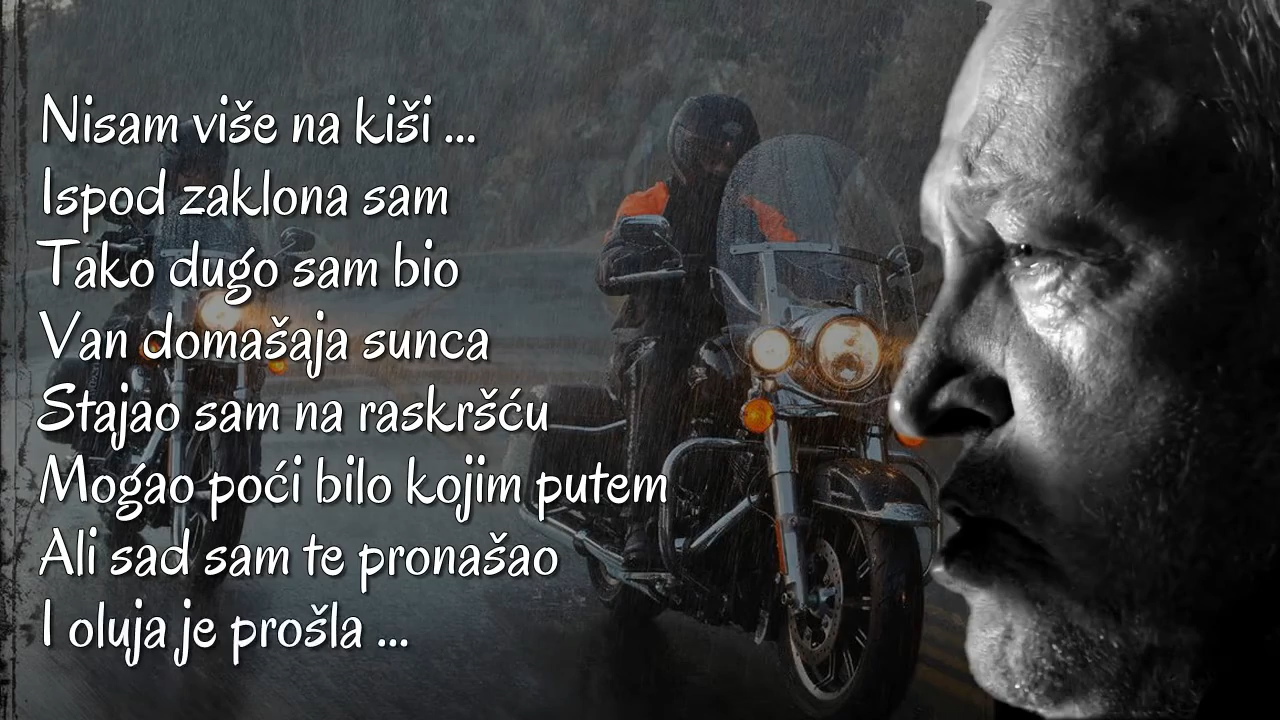 Nisam više na kiši ...
Ispod zaklona sam
Tako dugo sam bio
Van domašaja sunca
Stajao sam na raskršću
Mogao poći bilo kojim putem
Ali sad sam te pronašao
I oluja je prošla ...